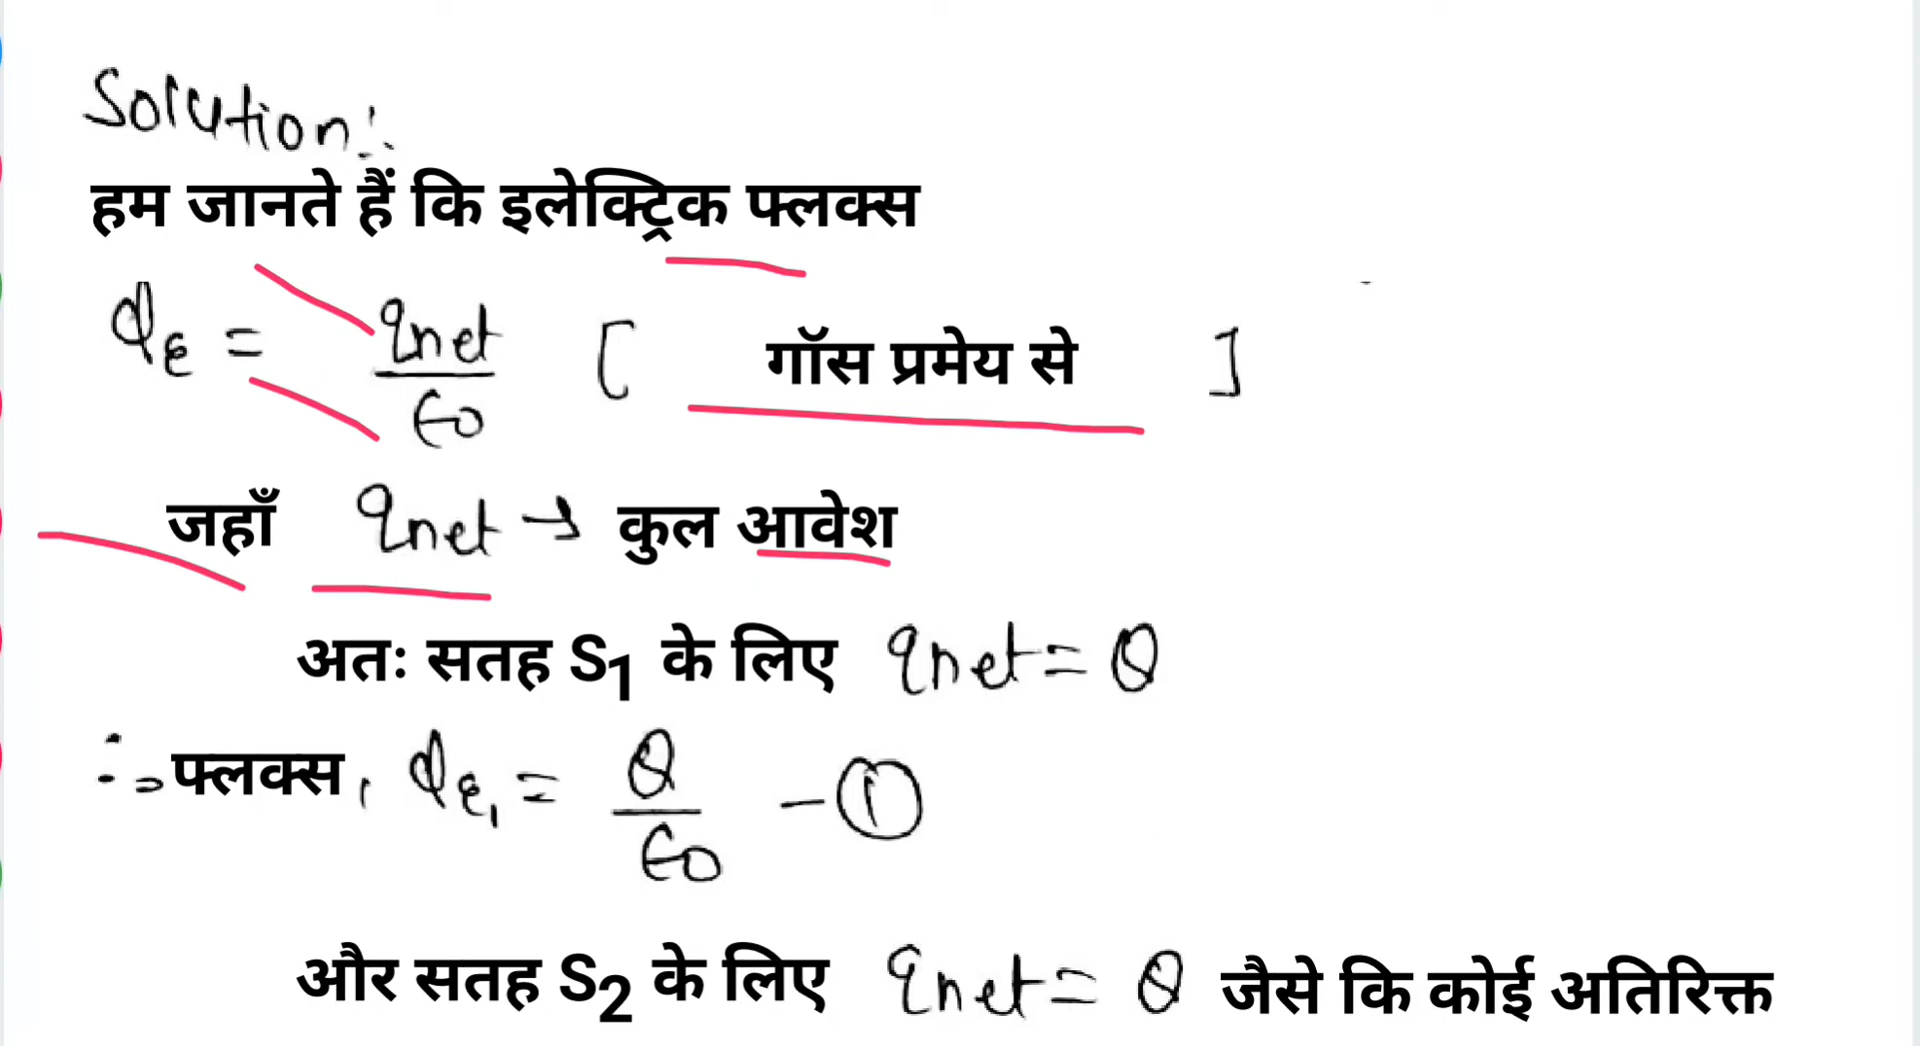 Solution:
हम जानते हैं कि इलेक्ट्रिक फ्लक्स
ΦE = qnet/ϵ0 [ गॉस प्रमेय से ]
जहाँ qnet → कुल आवेश
अतः सतह S1 के लिए qnet = Q
∴ फ्लक्स, ΦE1 = Q/ϵ0 - ①
और सतह S2 के लिए qnet = Q जैसे कि कोई अतिरिक्त